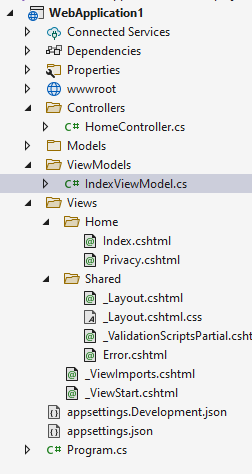 WebApplication1
Connected Services
Dependencies
Properties
wwwroot
Controllers
C# HomeController.cs
Models
ViewModels
C# IndexViewModel.cs
Views
Home
Index.cshtml
Privacy.cshtml
Shared
_Layout.cshtml
_Layout.cshtml.css
_ValidationScriptsPartial.csht
Error.cshtml
_ViewImports.cshtml
_ViewStart.cshtml
appsettings.Development.json
appsettings.json
C# Program.cs